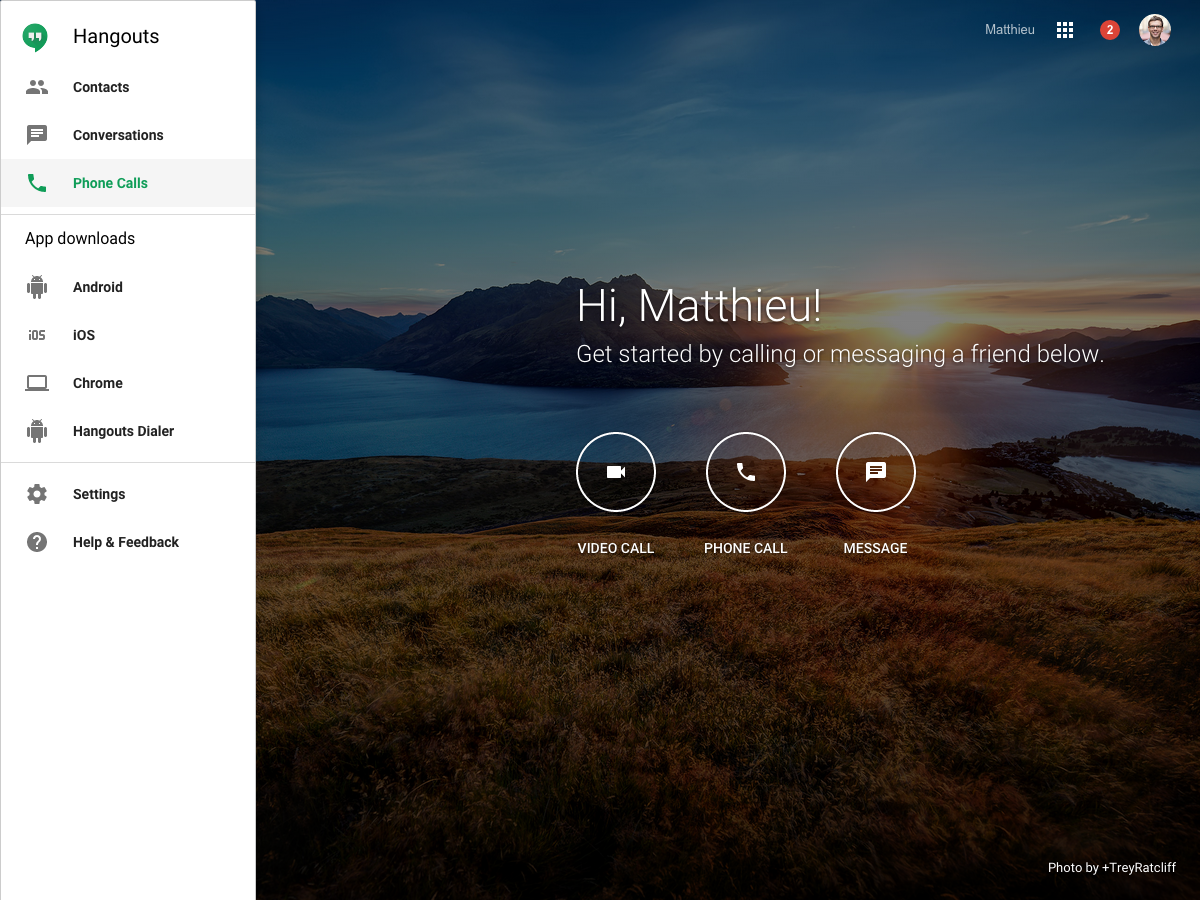 Hangouts
Contacts
Conversations
Phone Calls
App downloads
Android
iOS iOS
Chrome
Hangouts Dialer
Settings
Help & Feedback
Matthieu
2
Hi, Matthieu!
Get started by calling or messaging a friend below.
VIDEO CALL PHONE CALL MESSAGE
Photo by +TreyRatcliff